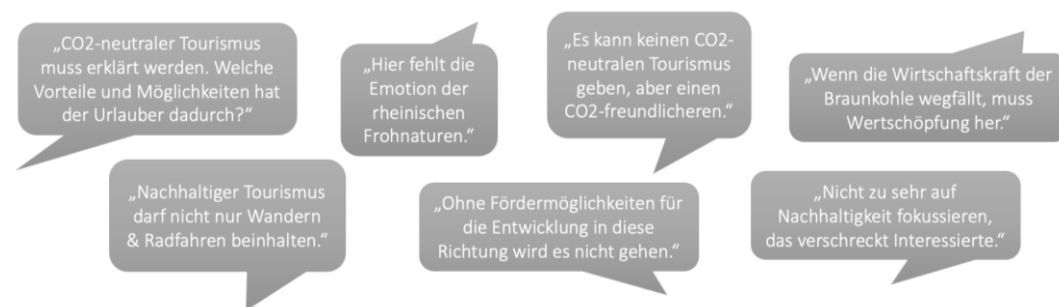 „CO2-neutraler Tourismus
muss erklärt werden. Welche
Vorteile und Möglichkeiten hat
der Urlauber dadurch?“
„Hier fehlt die
Emotion der
rheinischen
Frohnaturen.“
„Es kann keinen CO2-
neutralen Tourismus
geben, aber einen
CO2-freundlicheren.“
„Wenn die Wirtschaftskraft der
Braunkohle wegfällt, muss
Wertschöpfung her.“
„Nachhaltiger Tourismus
darf nicht nur Wandern
& Radfahren beinhalten.“
„Ohne Fördermöglichkeiten für
die Entwicklung in diese
Richtung wird es nicht gehen.“
„Nicht zu sehr auf
Nachhaltigkeit fokussieren,
das verschreckt Interessierte.“